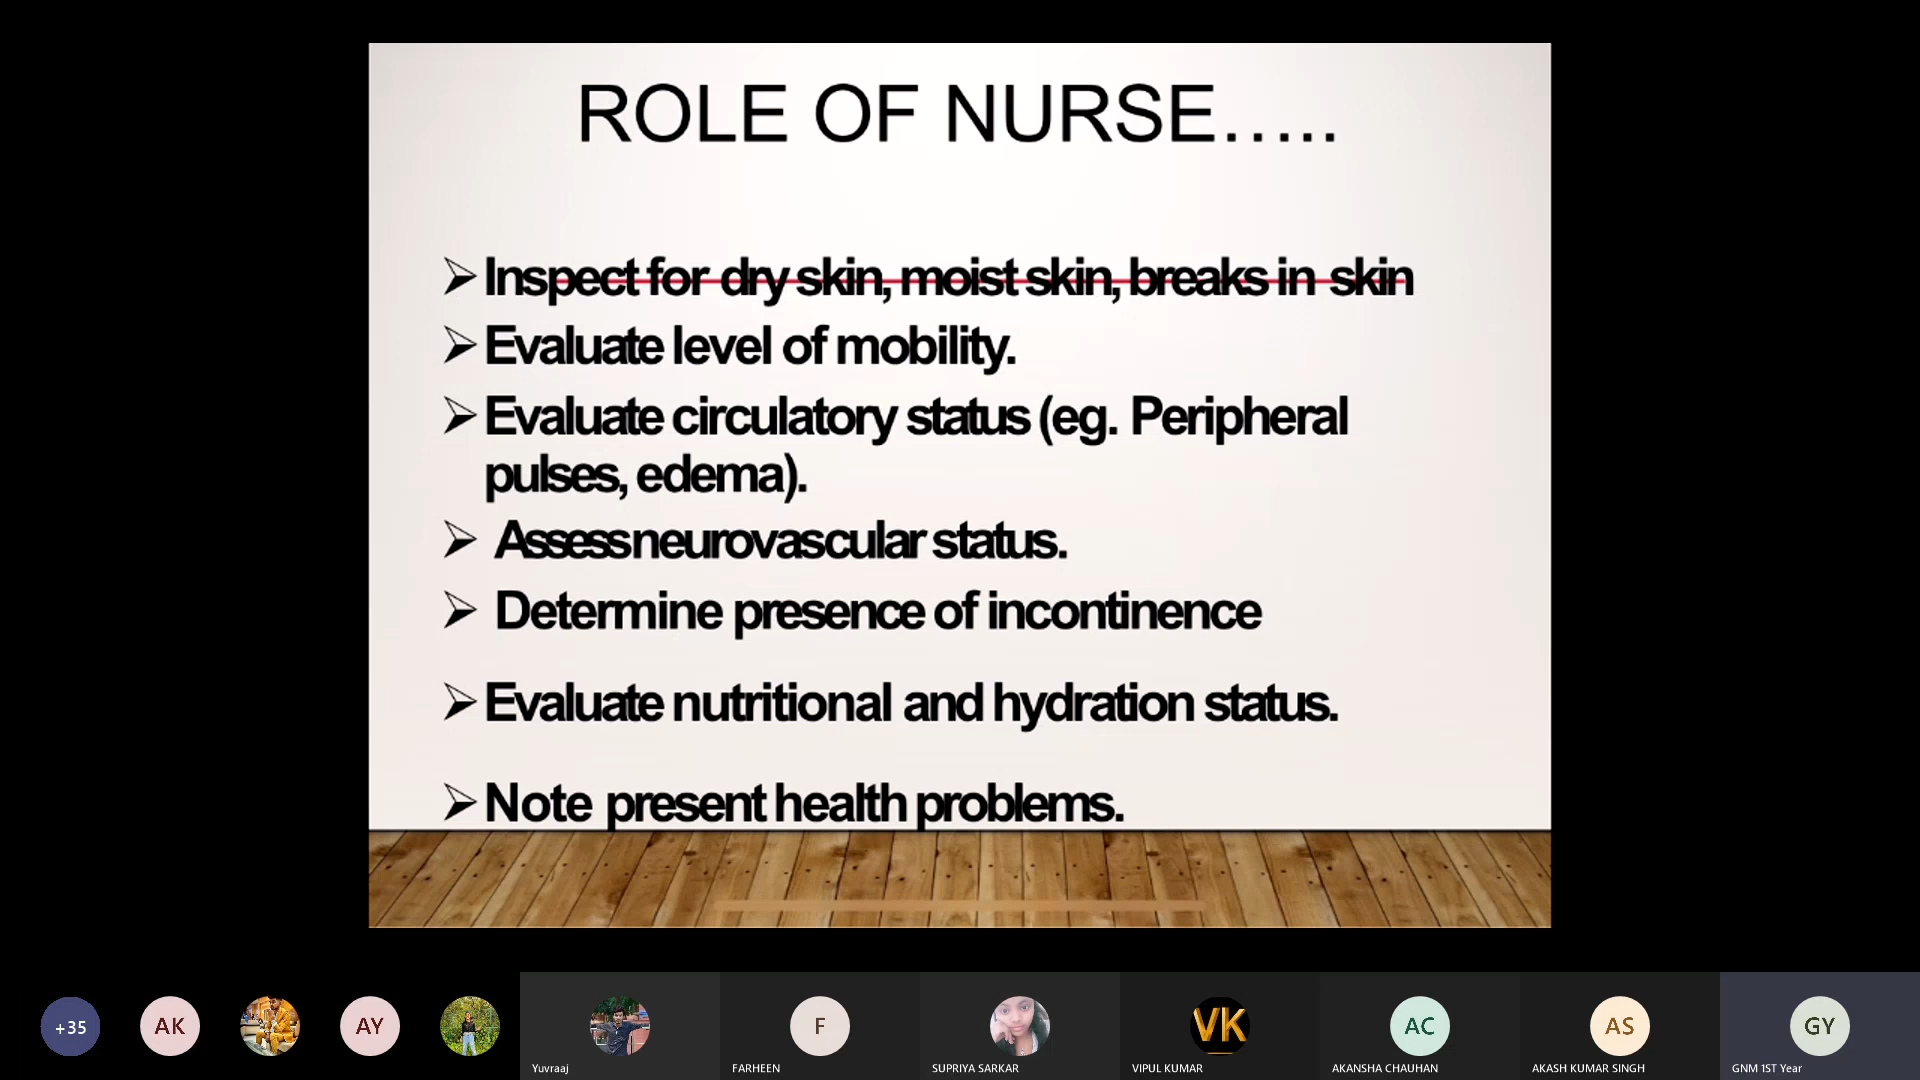 ROLE OF NURSE.....
Inspect for dry skin, moist skin, breaks in skin
Evaluate level of mobility.
Evaluate circulatory status (eg. Peripheral
pulses, edema).
Assess neurovascular status.
Determine presence of incontinence
Evaluate nutritional and hydration status.
Note present health problems.
+35
AK
AY
F
VK
AC
AS
GY
Yuvraaj
FARHEEN
SUPRIYA SARKAR
VIPUL KUMAR
AKANSHA CHAUHAN
AKASH KUMAR SINGH
GNM 1ST Year